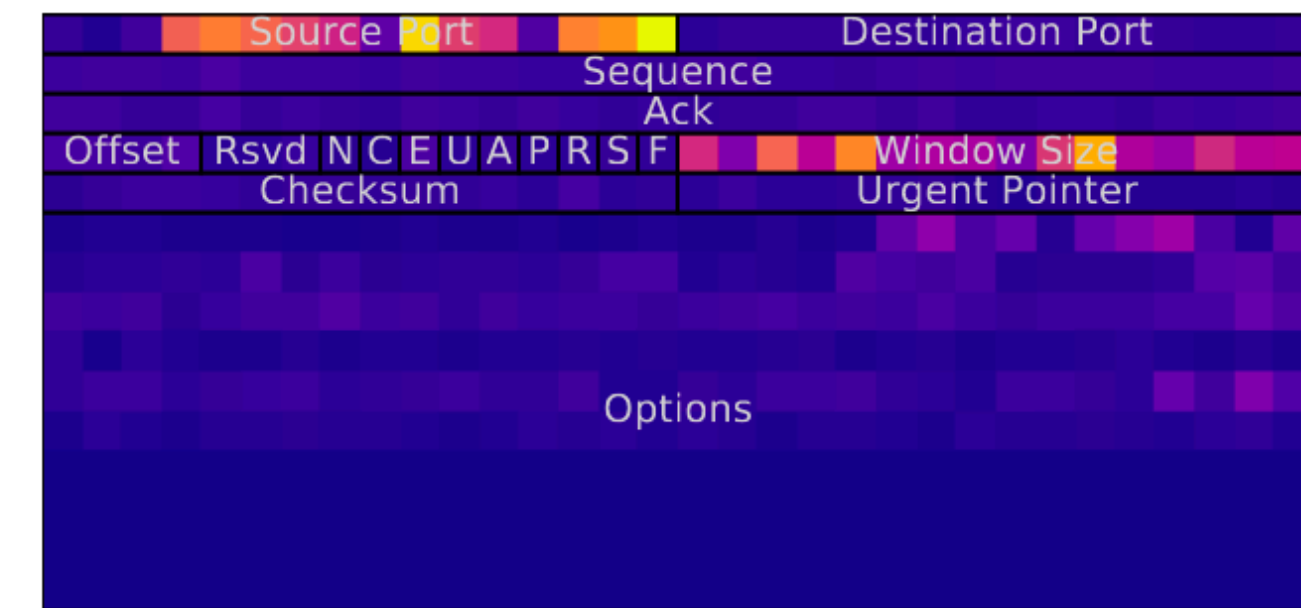 Source Port Destination Port
Sequence
Ack
Offset Rsvd N C E U A P R S F Window Size
Checksum Urgent Pointer
Options